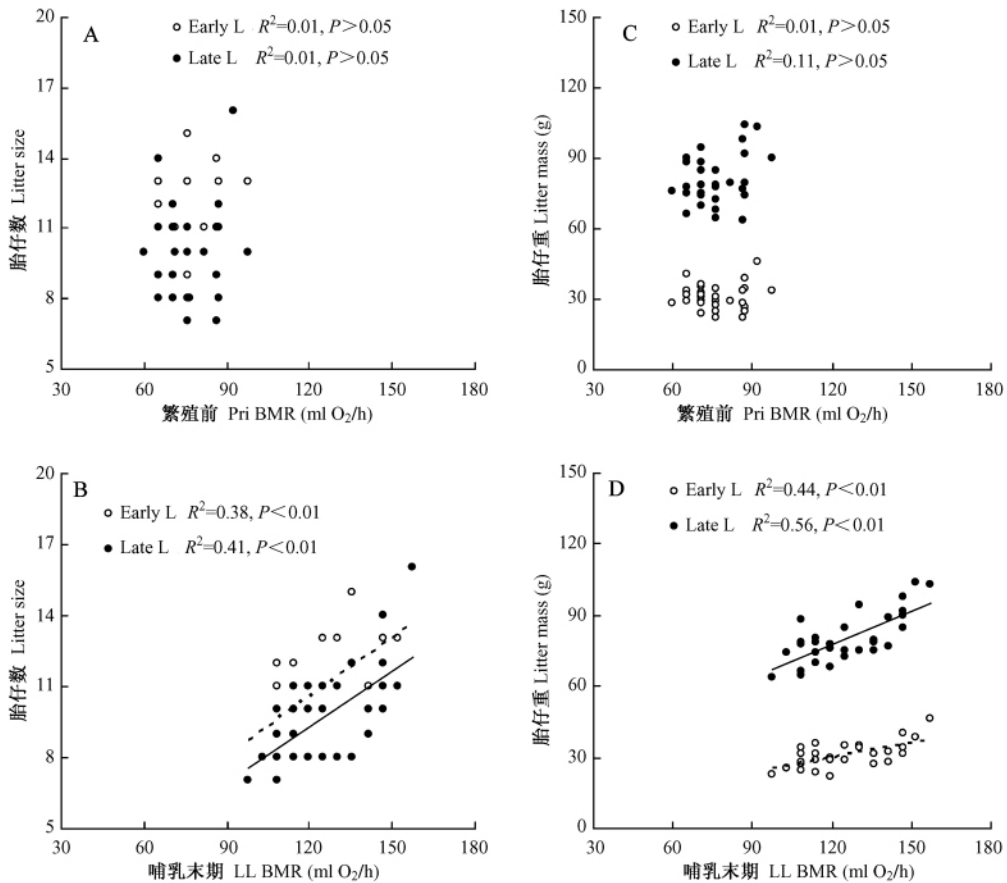 A
○ Early L R²=0.01, P＞0.05
● Late L R²=0.01, P＞0.05
胎仔数 Litter size
20
17
14
11
8
5
30 60 90 120 150 180
繁殖前 Pri BMR (ml O₂/h)
C
○ Early L R²=0.01, P＞0.05
● Late L R²=0.11, P＞0.05
胎仔重 Litter mass (g)
150
120
90
60
30
0
30 60 90 120 150 180
繁殖前 Pri BMR (ml O₂/h)
B
○ Early L R²=0.38, P＜0.01
● Late L R²=0.41, P＜0.01
胎仔数 Litter size
20
17
14
11
8
5
30 60 90 120 150 180
哺乳末期 LL BMR (ml O₂/h)
D
○ Early L R²=0.44, P＜0.01
● Late L R²=0.56, P＜0.01
胎仔重 Litter mass (g)
150
120
90
60
30
0
30 60 90 120 150 180
哺乳末期 LL BMR (ml O₂/h)